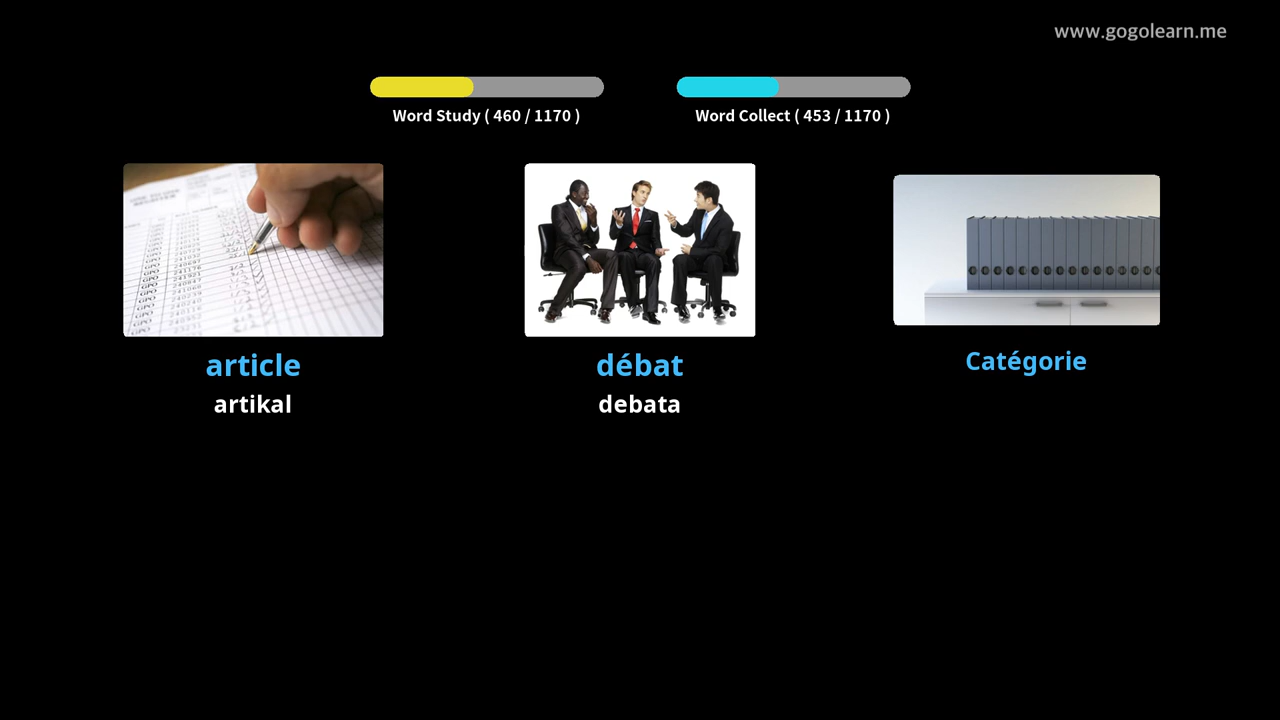 www.gogolearn.me
Word Study ( 460 / 1170 )
Word Collect ( 453 / 1170 )
article
artikal
débat
debata
Catégorie